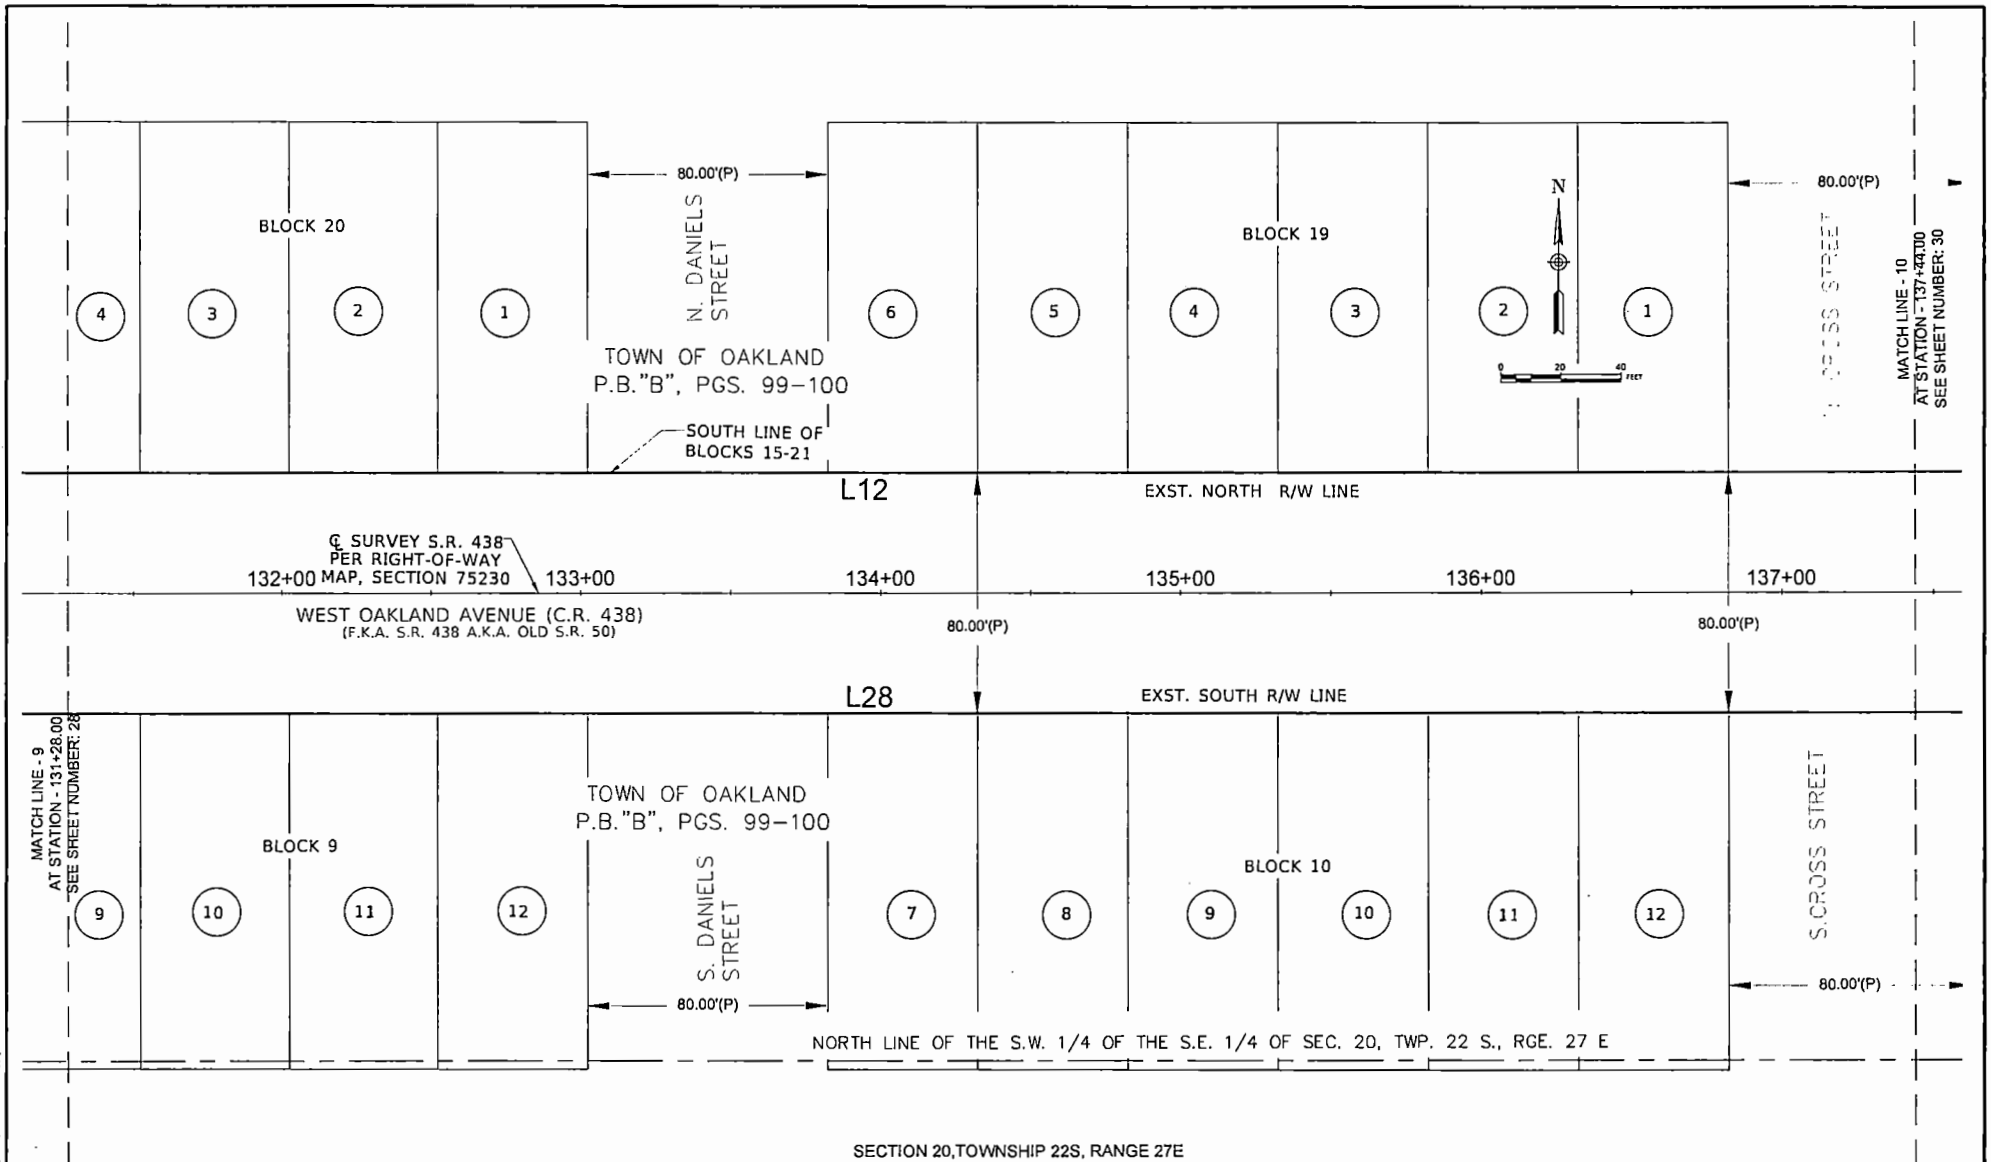 80.00'(P)
80.00'(P)
N
BLOCK 20
N. DANIELS
STREET
BLOCK 19
CROSS STREET
MATCH LINE - 10
AT STATION - 137+44.00
SEE SHEET NUMBER: 30
4
3
2
1
6
5
4
3
2
1
TOWN OF OAKLAND
P.B."B", PGS. 99-100
0 20 40
FEET
SOUTH LINE OF
BLOCKS 15-21
L12
EXST. NORTH R/W LINE
℄ SURVEY S.R. 438
PER RIGHT-OF-WAY
MAP, SECTION 75230
132+00
133+00
134+00
135+00
136+00
137+00
WEST OAKLAND AVENUE (C.R. 438)
(F.K.A. S.R. 438 A.K.A. OLD S.R. 50)
80.00'(P)
80.00'(P)
L28
EXST. SOUTH R/W LINE
MATCH LINE - 9
AT STATION - 131+28.00
SEE SHEET NUMBER: 28
TOWN OF OAKLAND
P.B."B", PGS. 99-100
BLOCK 9
S. DANIELS
STREET
BLOCK 10
S.CROSS STREET
9
10
11
12
7
8
9
10
11
12
80.00'(P)
80.00'(P)
NORTH LINE OF THE S.W. 1/4 OF THE S.E. 1/4 OF SEC. 20, TWP. 22 S., RGE. 27 E
SECTION 20,TOWNSHIP 22S, RANGE 27E